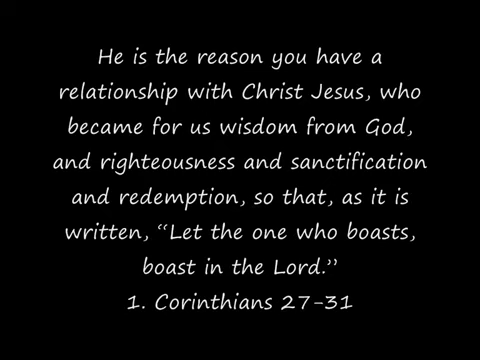 He is the reason you have a
relationship with Christ Jesus, who
became for us wisdom from God,
and righteousness and sanctification
and redemption, so that, as it is
written, “Let the one who boasts,
boast in the Lord.”
1. Corinthians 27-31